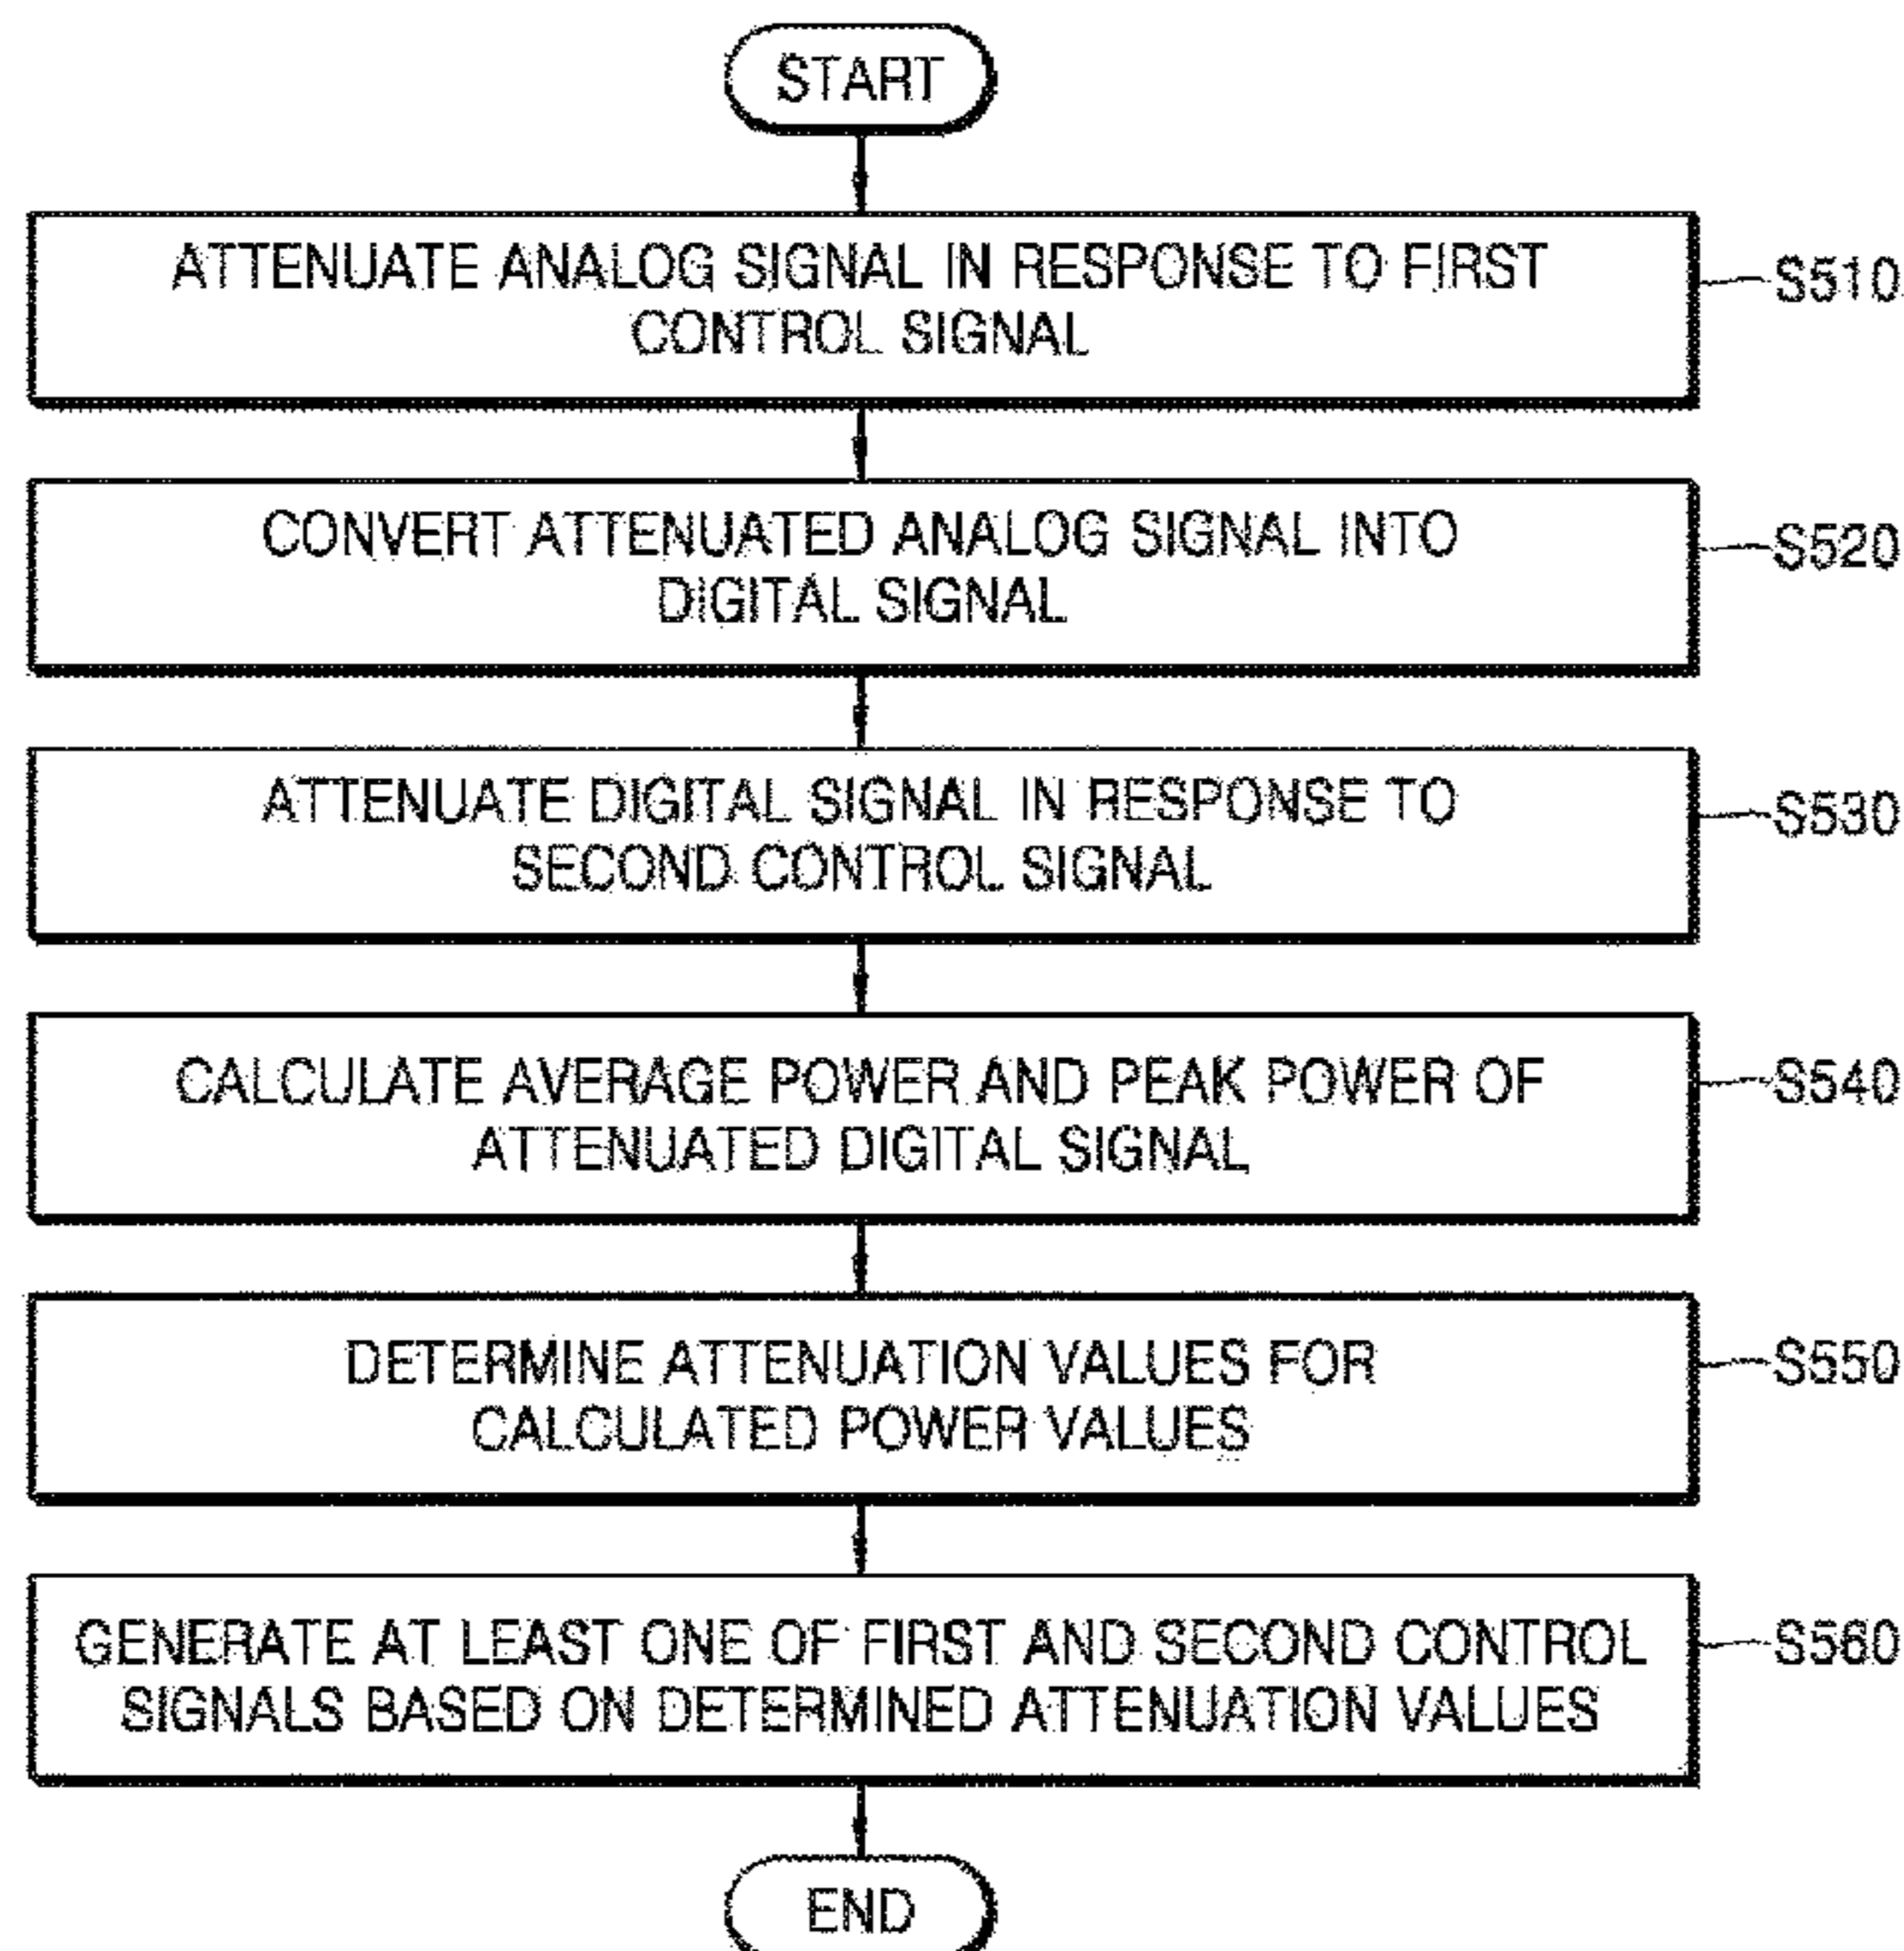 START
ATTENUATE ANALOG SIGNAL IN RESPONSE TO FIRST
CONTROL SIGNAL
S510
CONVERT ATTENUATED ANALOG SIGNAL INTO
DIGITAL SIGNAL
S520
ATTENUATE DIGITAL SIGNAL IN RESPONSE TO
SECOND CONTROL SIGNAL
S530
CALCULATE AVERAGE POWER AND PEAK POWER OF
ATTENUATED DIGITAL SIGNAL
S540
DETERMINE ATTENUATION VALUES FOR
CALCULATED POWER VALUES
S550
GENERATE AT LEAST ONE OF FIRST AND SECOND CONTROL
SIGNALS BASED ON DETERMINED ATTENUATION VALUES
S560
END